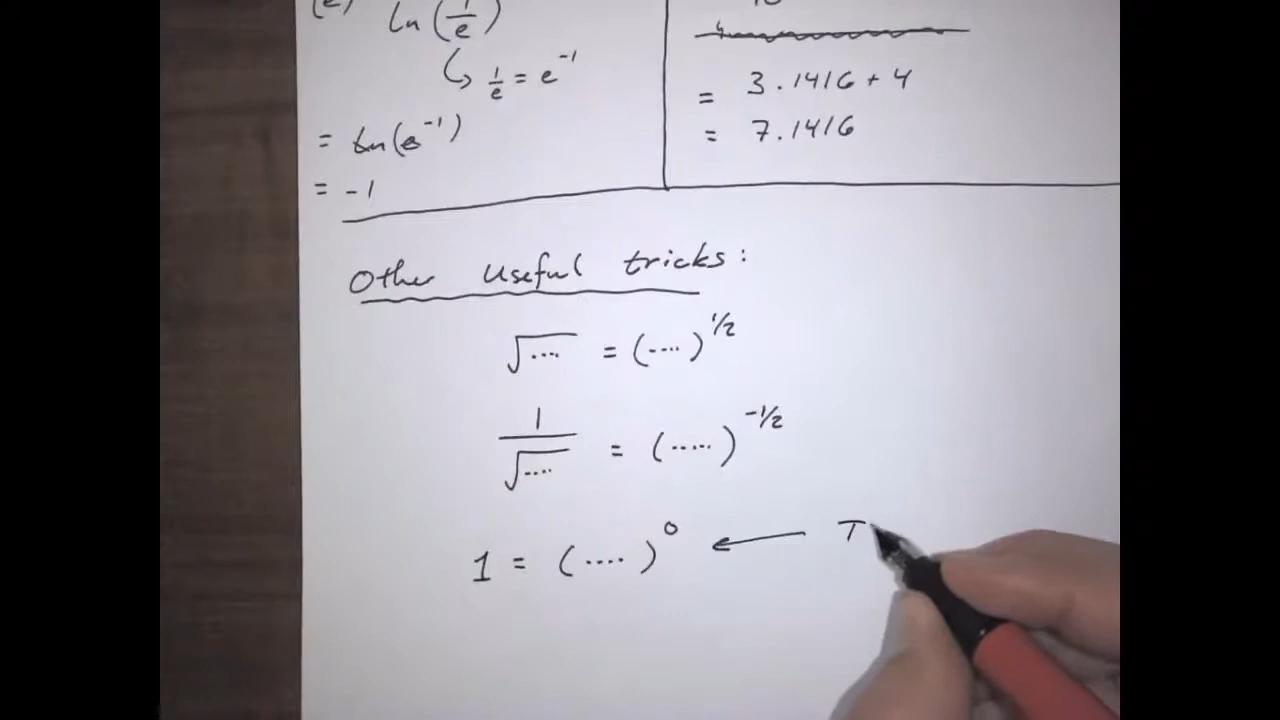 (e) ln(1/e)
↳ 1/e = e⁻¹
= ln(e⁻¹)
= -1
= 3.1416 + 4
= 7.1416
Other useful tricks:
√.... = (....)^1/2
1/√.... = (.....)^-1/2
1 = (....)^0 ← T